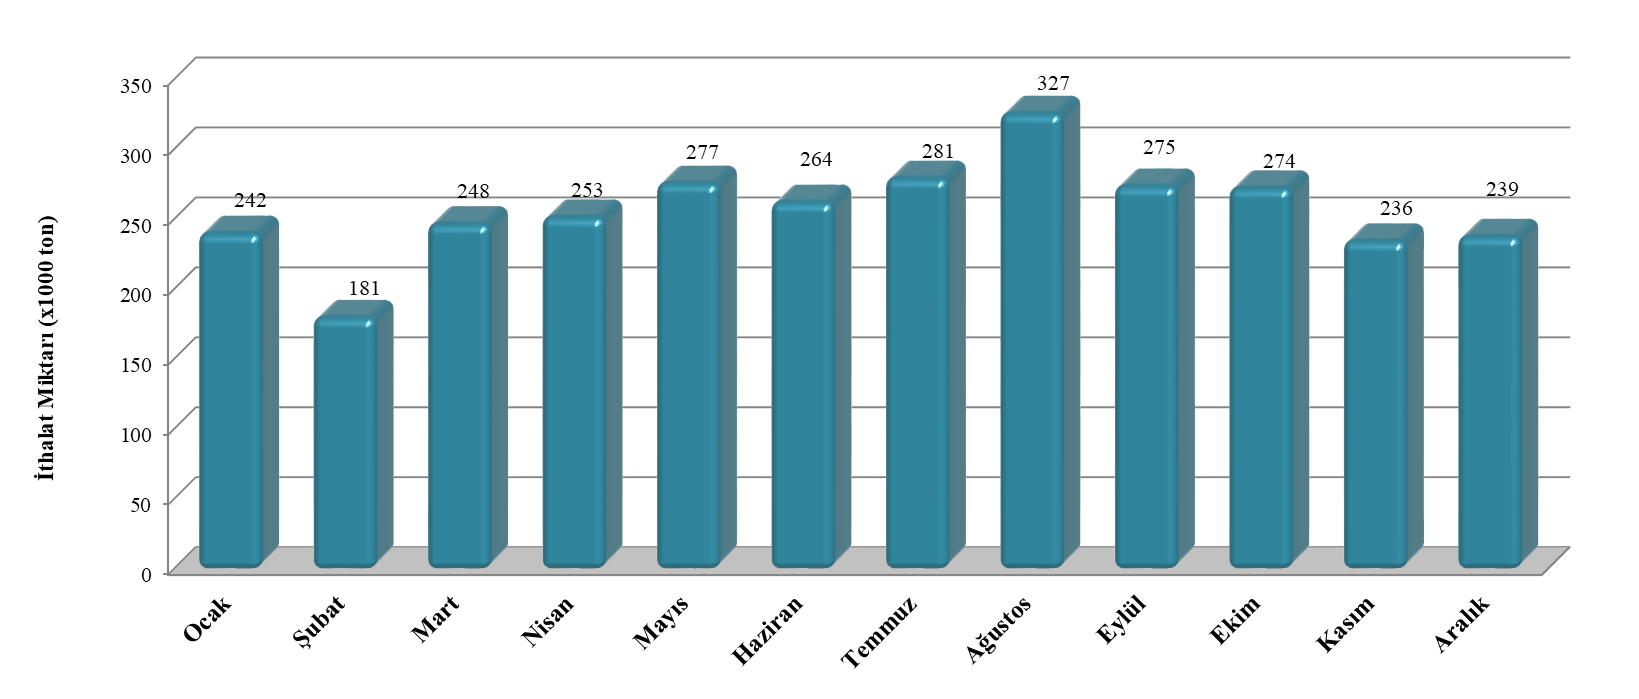 İthalat Miktarı (x1000 ton)
350
300
250
200
150
100
50
0
242
181
248
253
277
264
281
327
275
274
236
239
Ocak
Şubat
Mart
Nisan
Mayıs
Haziran
Temmuz
Ağustos
Eylül
Ekim
Kasım
Aralık